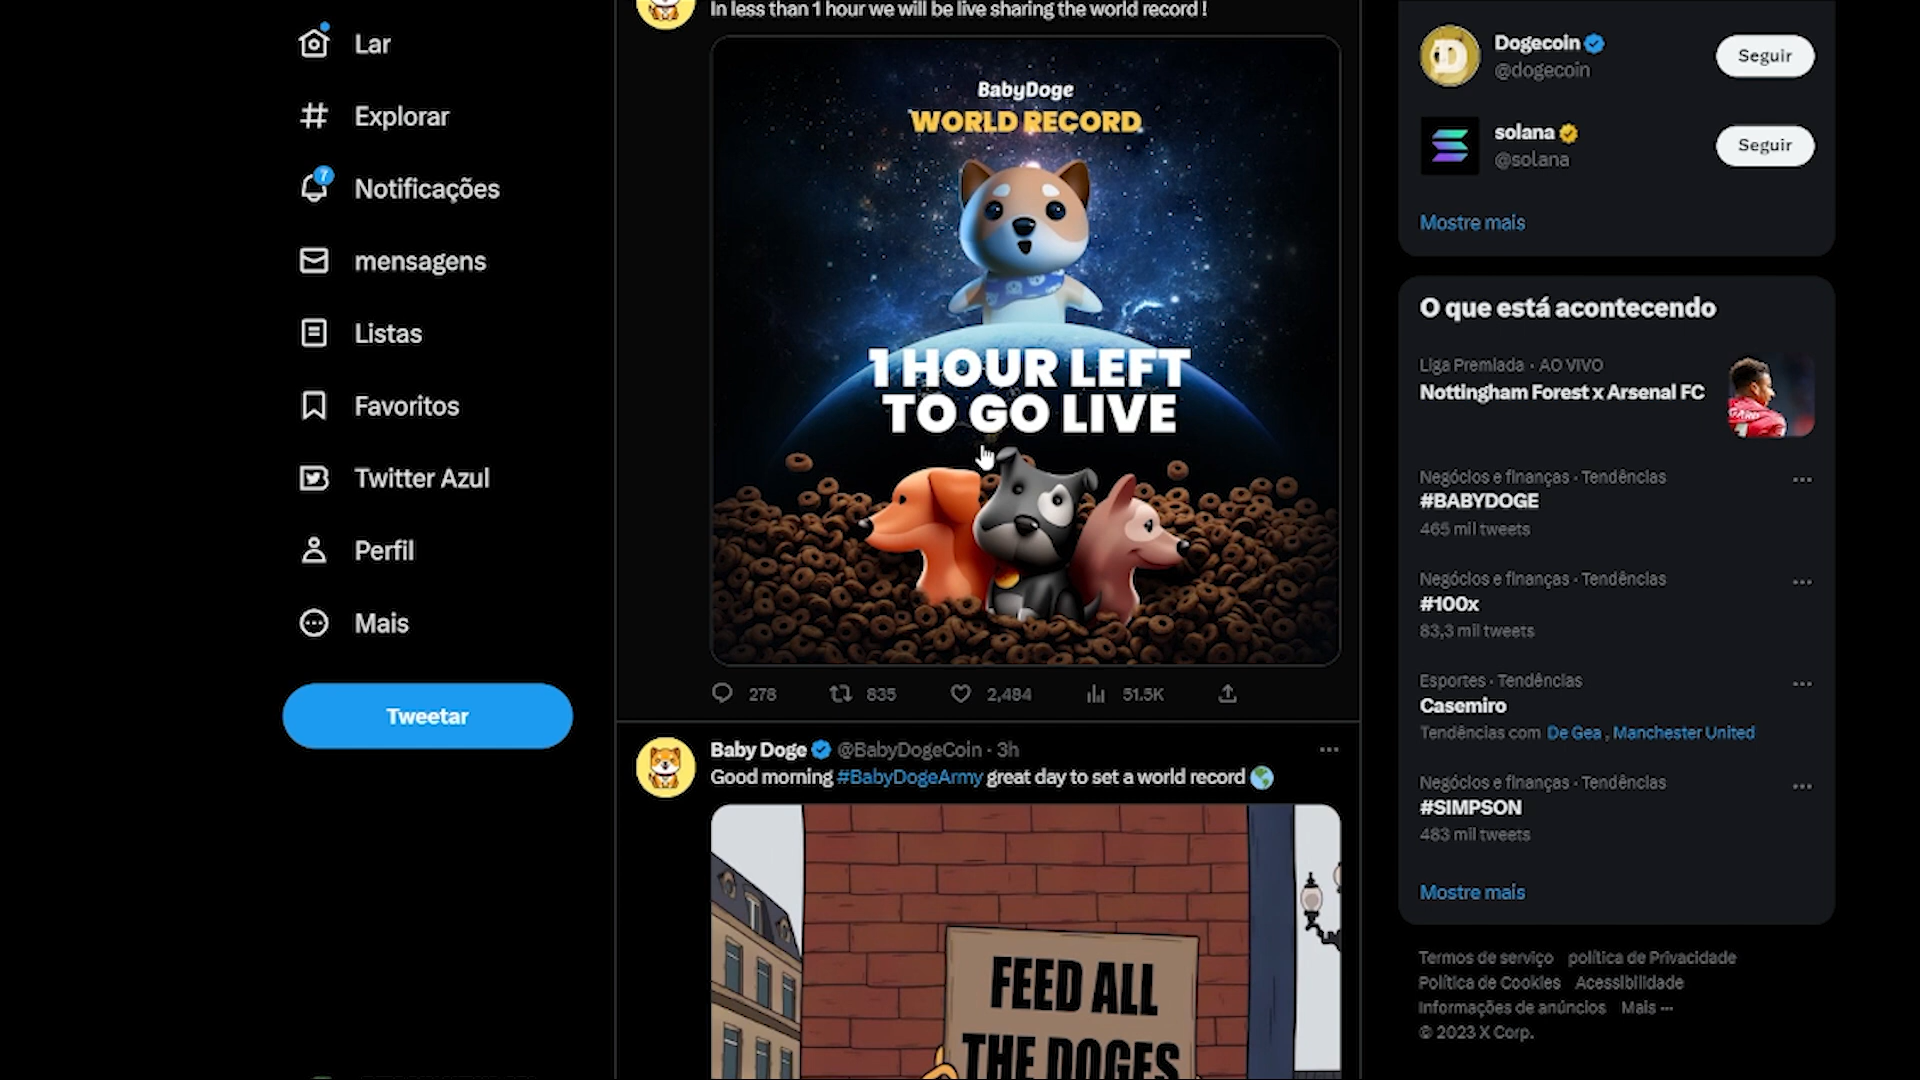 Lar
Explorar
7
Notificações
mensagens
Listas
Favoritos
Twitter Azul
Perfil
Mais
Tweetar
In less than 1 hour we will be live sharing the world record !
BabyDoge
WORLD RECORD
1 HOUR LEFT
TO GO LIVE
278
835
2,484
51.5K
Baby Doge @BabyDogeCoin · 3h
Good morning #BabyDogeArmy great day to set a world record
FEED ALL
THE DOGES
Dogecoin
@dogecoin
Seguir
solana
@solana
Seguir
Mostre mais
O que está acontecendo
Liga Premiada · AO VIVO
Nottingham Forest x Arsenal FC
Negócios e finanças · Tendências
#BABYDOGE
465 mil tweets
Negócios e finanças · Tendências
#100x
83,3 mil tweets
Esportes · Tendências
Casemiro
Tendências com De Gea , Manchester United
Negócios e finanças · Tendências
#SIMPSON
483 mil tweets
Mostre mais
Termos de serviço política de Privacidade
Política de Cookies Acessibilidade
Informações de anúncios Mais ···
© 2023 X Corp.